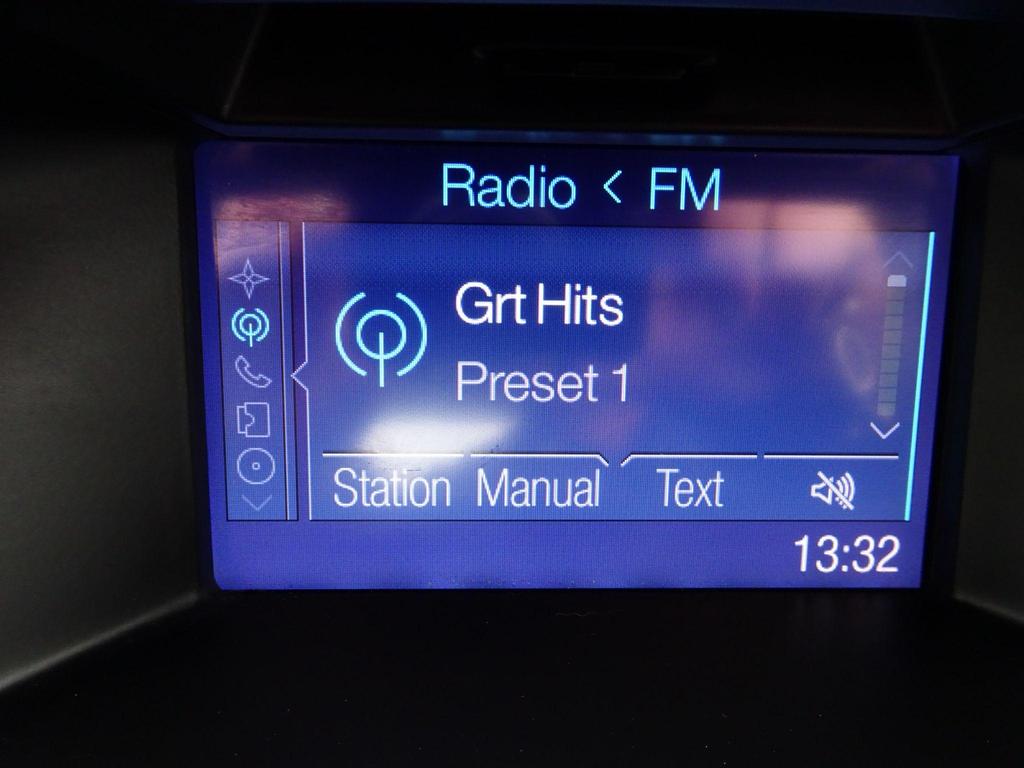 Radio < FM
Grt Hits
Preset 1
Station Manual Text
13:32